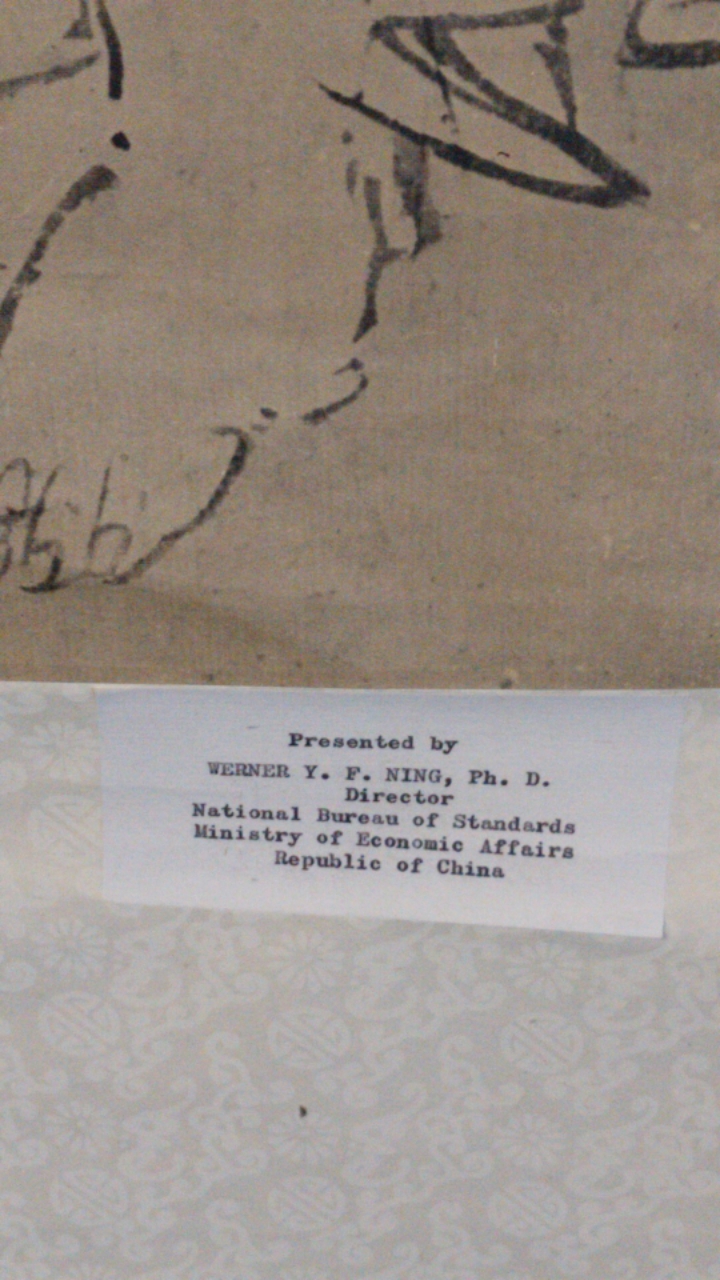 Presented by
WERNER Y. F. NING, Ph. D.
Director
National Bureau of Standards
Ministry of Economic Affairs
Republic of China